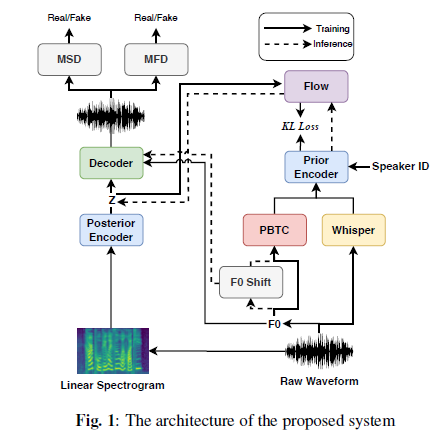 Real/Fake
Real/Fake
Training
Inference
MSD
MFD
Flow
KL Loss
Decoder
Prior
Encoder
Speaker ID
Z
Posterior
Encoder
PBTC
Whisper
F0 Shift
F0
Linear Spectrogram
Raw Waveform
Fig. 1: The architecture of the proposed system